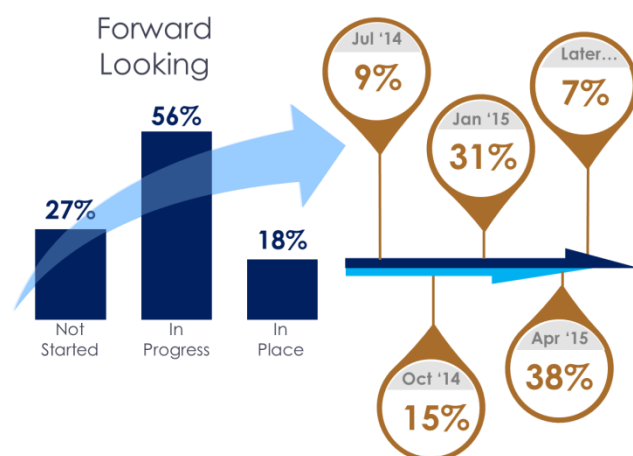 Forward
Looking
27%
56%
18%
Not
Started
In
Progress
In
Place
Jul ‘14
9%
Oct ‘14
15%
Jan ‘15
31%
Apr ‘15
38%
Later…
7%